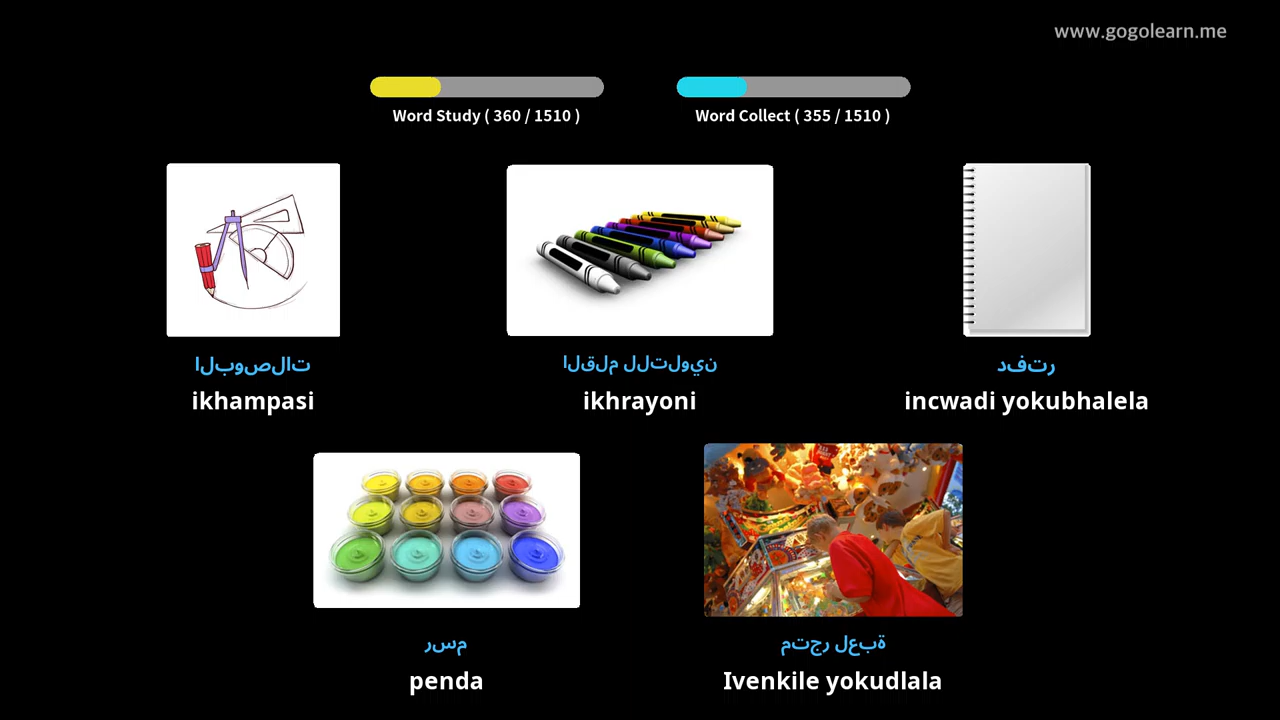 www.gogolearn.me
Word Study ( 360 / 1510 )
Word Collect ( 355 / 1510 )
البوصلات
القلم للتلوين
دفتر
ikhampasi
ikhrayoni
incwadi yokubhalela
رسم
متجر لعبة
penda
Ivenkile yokudlala